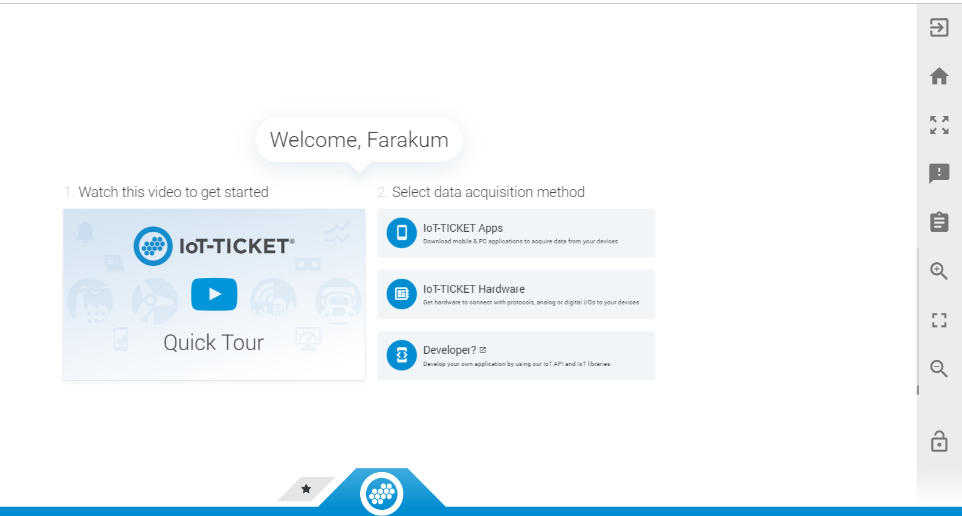 Welcome, Farakum
1. Watch this video to get started
2. Select data acquisition method
IoT-TICKET®
Quick Tour
IoT-TICKET Apps
Download mobile & PC applications to acquire data from your devices
IoT-TICKET Hardware
Get hardware to connect with protocols, analog or digital I/Os to your devices
Developer?
Develop your own application by using our IoT API and IoT libraries